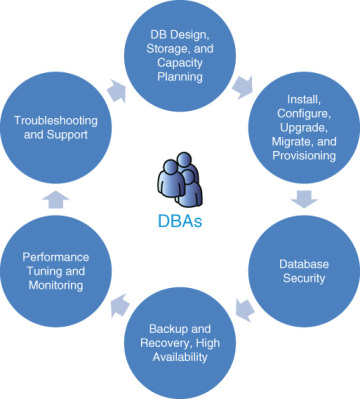 DB Design,
Storage, and
Capacity
Planning
Install,
Configure,
Upgrade,
Migrate, and
Provisioning
Database
Security
Backup and
Recovery, High
Availability
Performance
Tuning and
Monitoring
Troubleshooting
and Support
DBAs